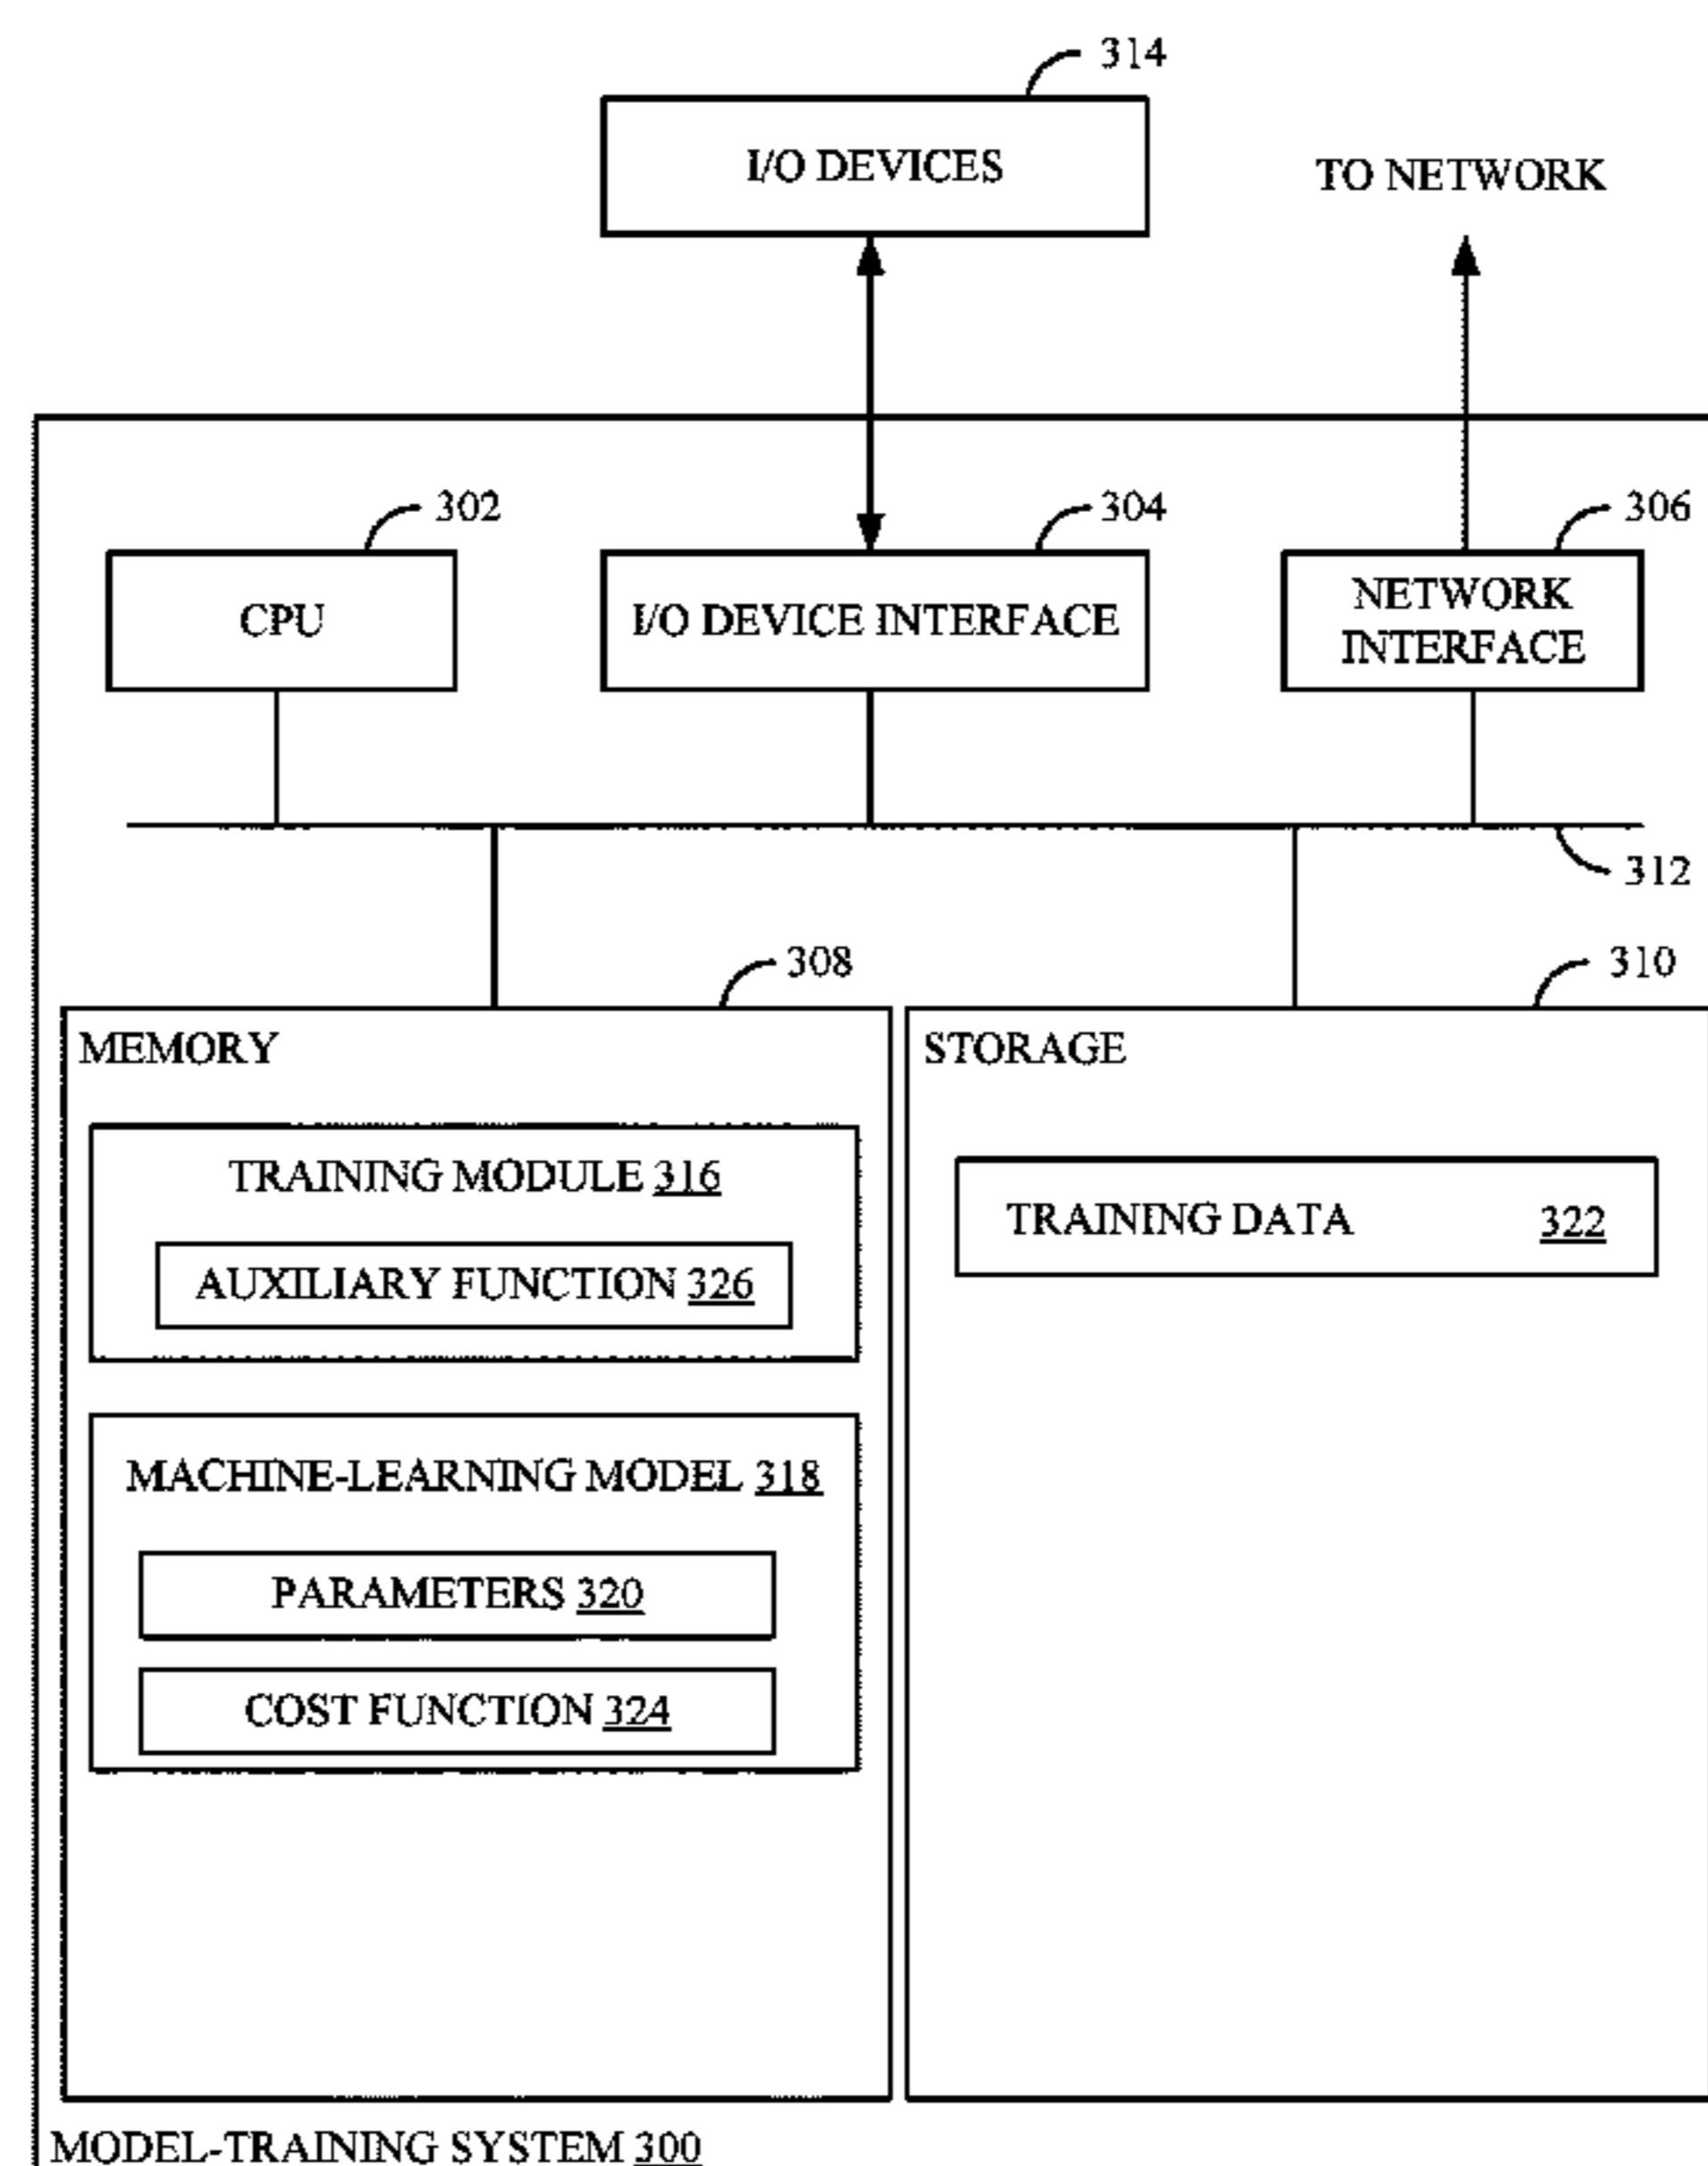 314
I/O DEVICES
TO NETWORK
302
304
306
CPU
I/O DEVICE INTERFACE
NETWORK
INTERFACE
312
308
310
MEMORY
STORAGE
TRAINING MODULE 316
AUXILIARY FUNCTION 326
TRAINING DATA 322
MACHINE-LEARNING MODEL 318
PARAMETERS 320
COST FUNCTION 324
MODEL-TRAINING SYSTEM 300